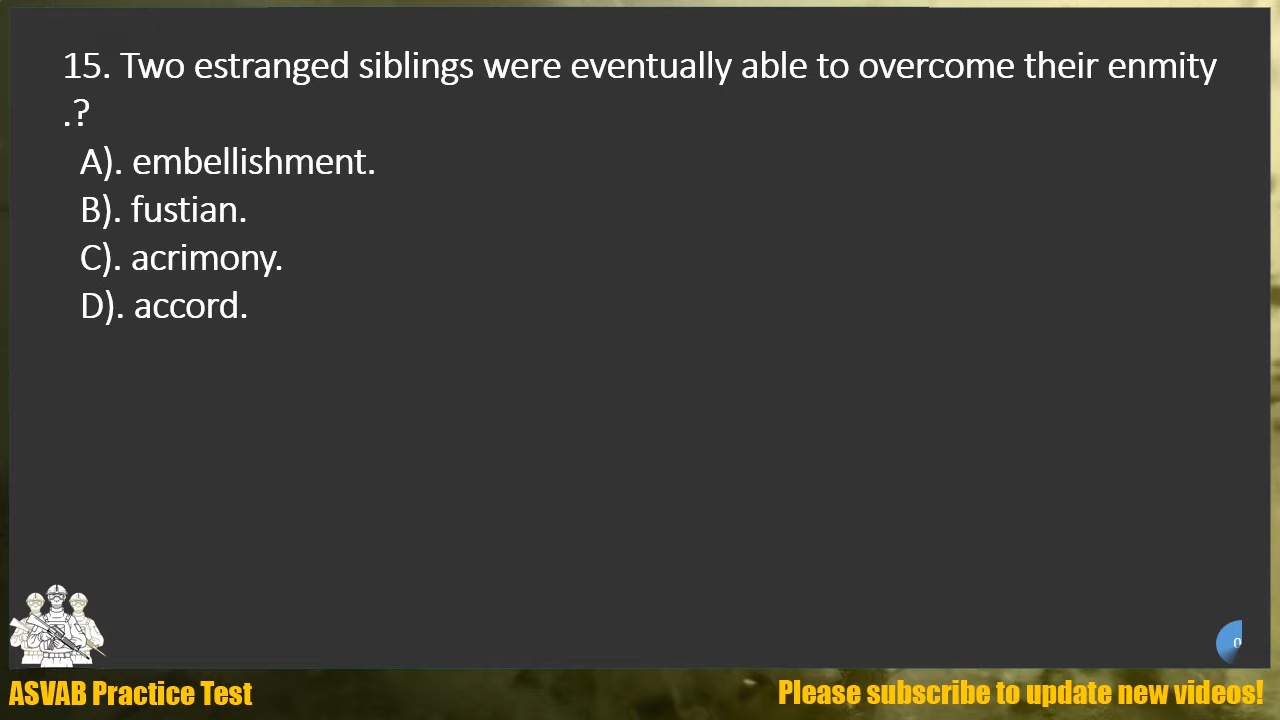 15. Two estranged siblings were eventually able to overcome their enmity
.?
A). embellishment.
B). fustian.
C). acrimony.
D). accord.
0
ASVAB Practice Test
Please subscribe to update new videos!